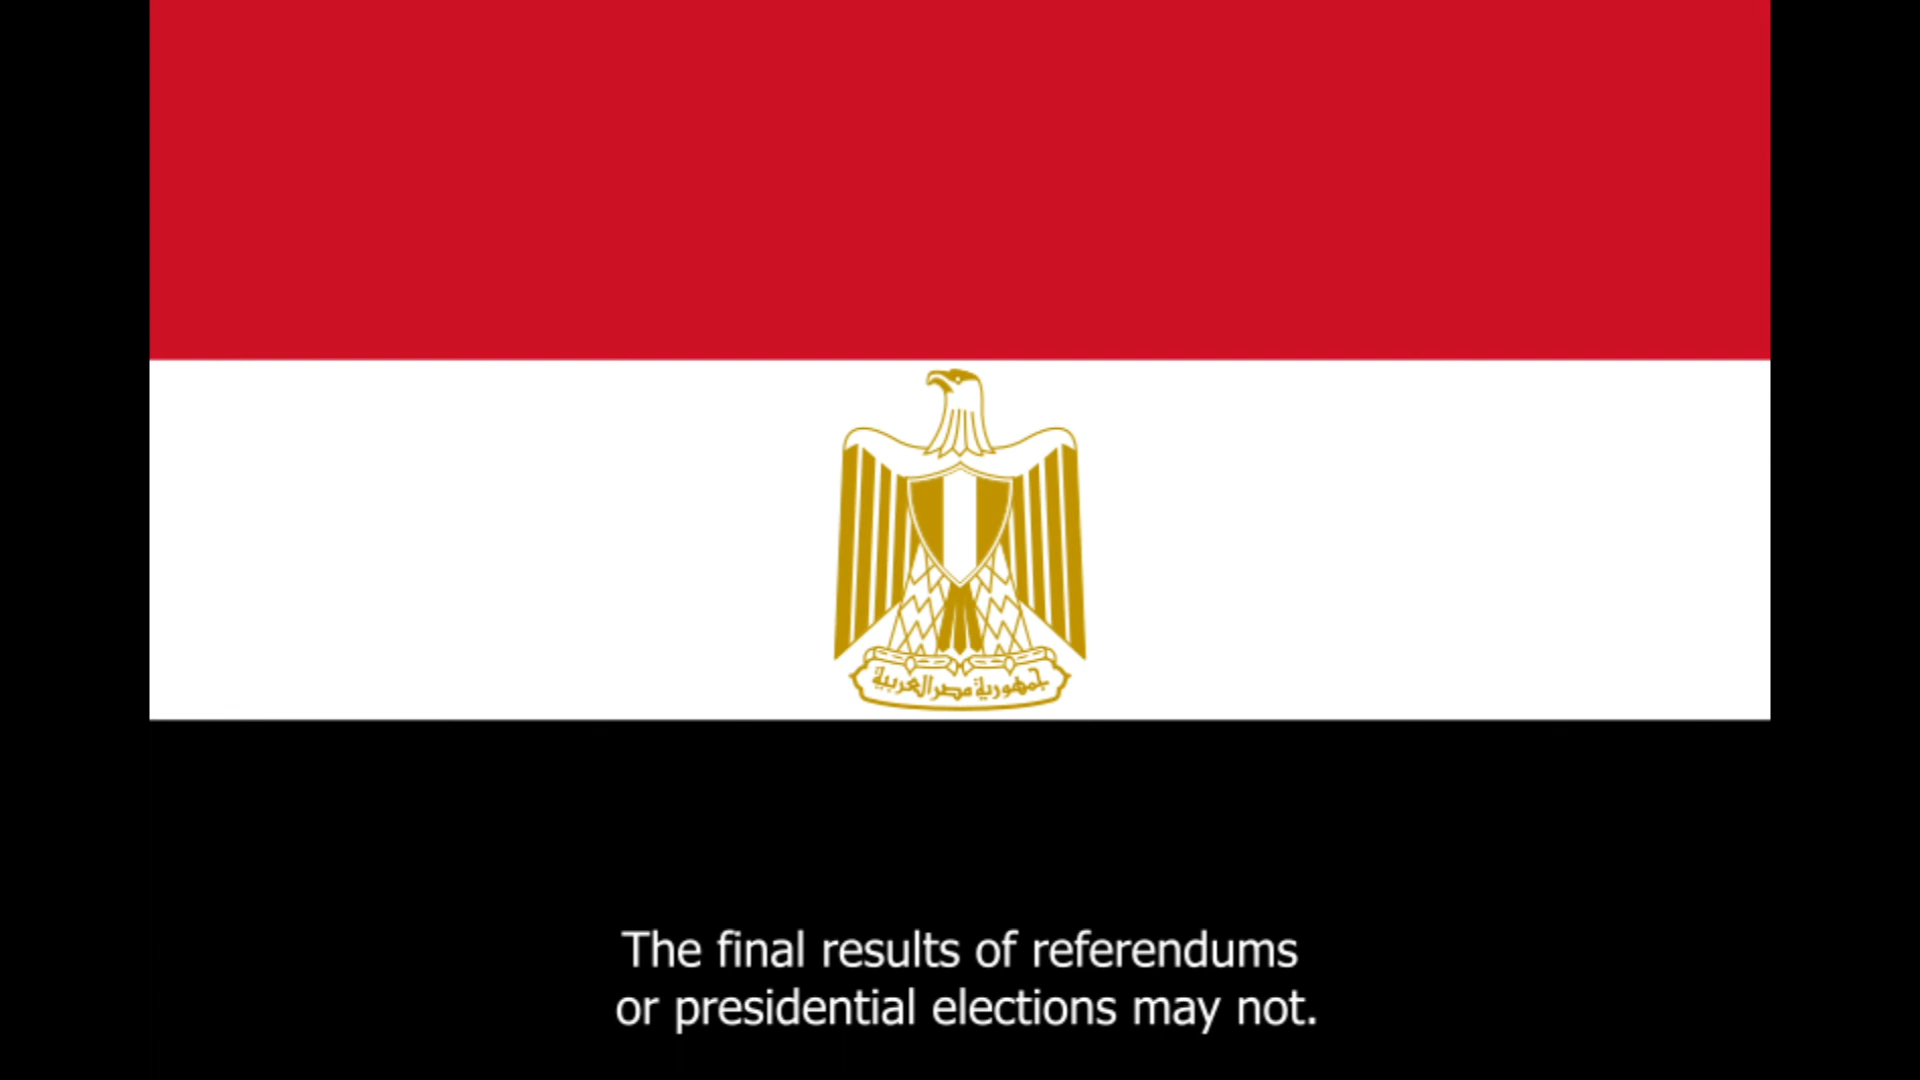 جمهورية مصر العربية
The final results of referendums
or presidential elections may not.